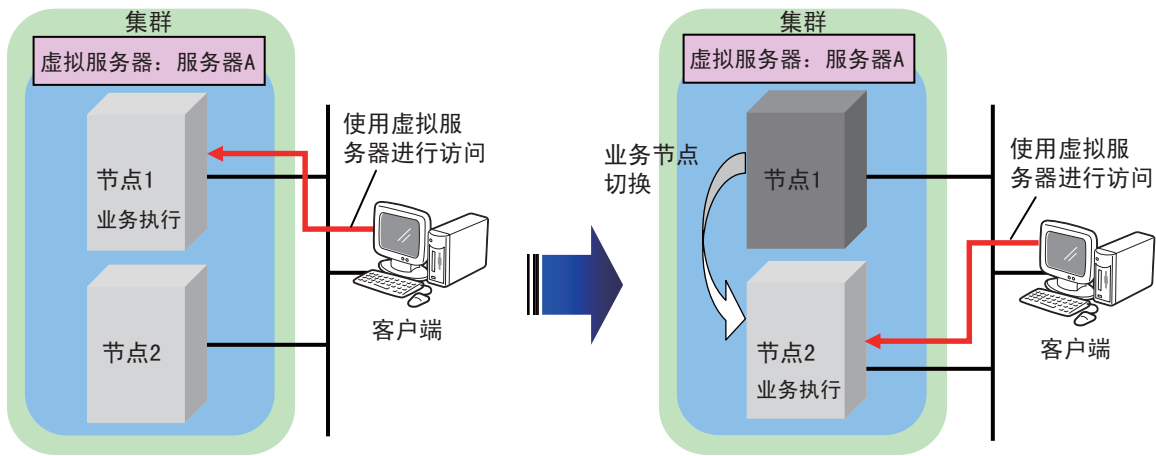 集群
虚拟服务器：服务器A
节点1
业务执行
节点2
使用虚拟服
务器进行访问
客户端
集群
虚拟服务器：服务器A
业务节点
切换
节点1
节点2
业务执行
使用虚拟服
务器进行访问
客户端